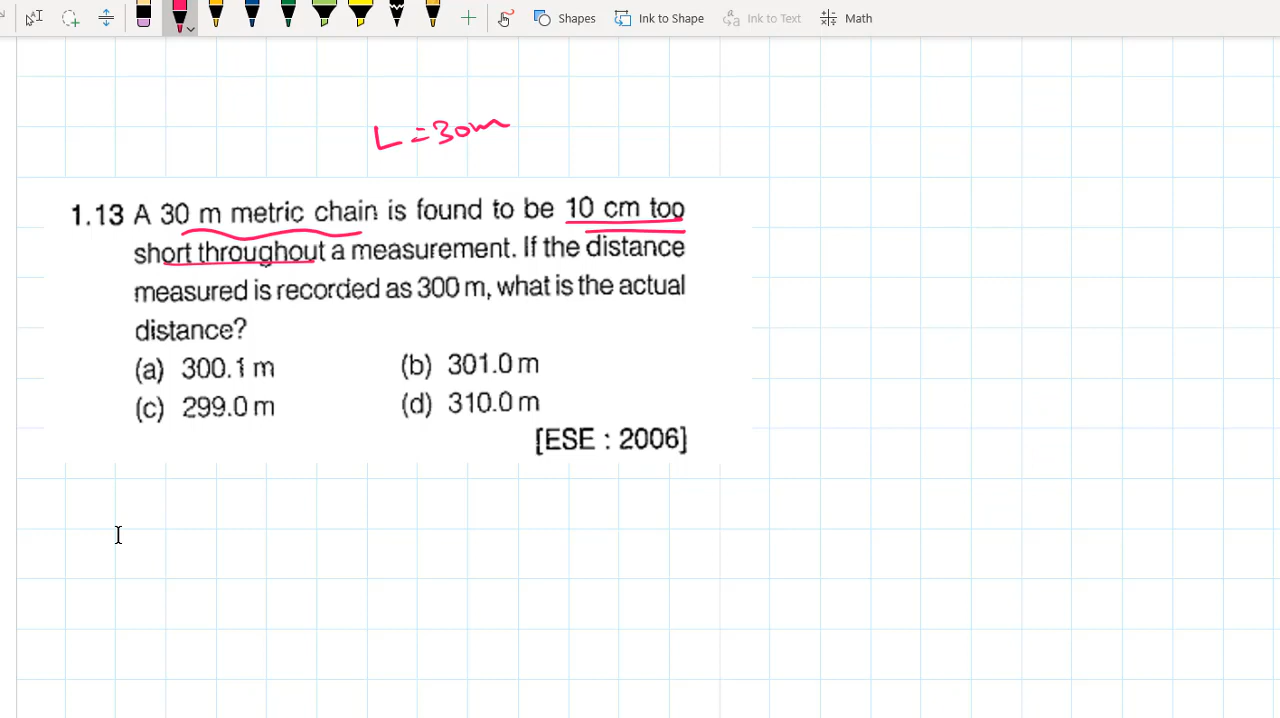 Shapes Ink to Shape Ink to Text Math
L = 30m
1.13 A 30 m metric chain is found to be 10 cm too
short throughout a measurement. If the distance
measured is recorded as 300 m, what is the actual
distance?
(a) 300.1 m (b) 301.0 m
(c) 299.0 m (d) 310.0 m
[ESE : 2006]